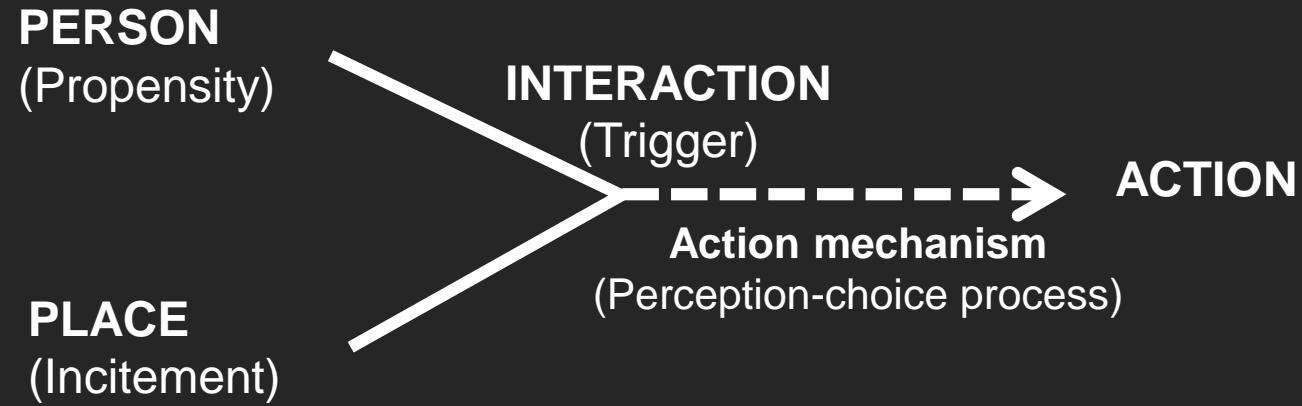 PERSON
(Propensity)
INTERACTION
(Trigger)
ACTION
Action mechanism
(Perception-choice process)
PLACE
(Incitement)